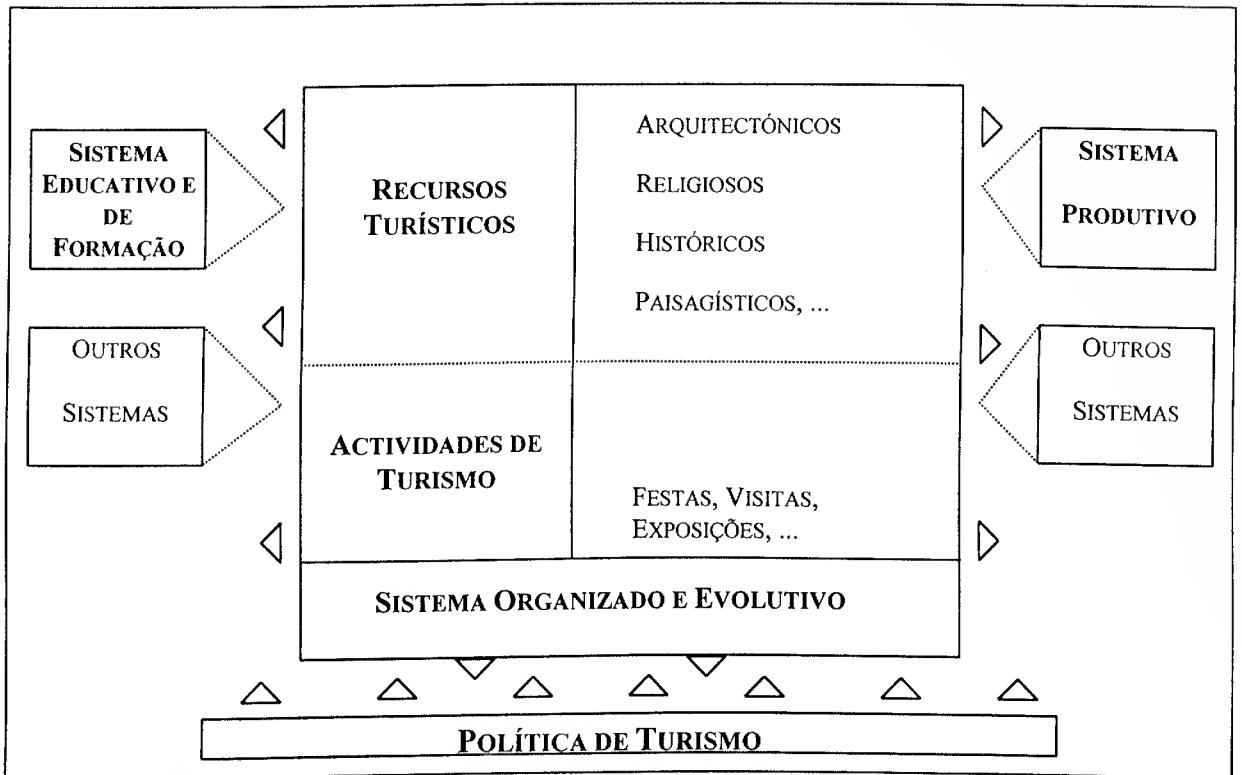 SISTEMA
EDUCATIVO E
DE
FORMAÇÃO
OUTROS
SISTEMAS
RECURSOS
TURÍSTICOS
ARQUITECTÓNICOS
RELIGIOSOS
HISTÓRICOS
PAISAGÍSTICOS, ...
ACTIVIDADES DE
TURISMO
FESTAS, VISITAS,
EXPOSIÇÕES, ...
SISTEMA ORGANIZADO E EVOLUTIVO
SISTEMA
PRODUTIVO
OUTROS
SISTEMAS
POLÍTICA DE TURISMO